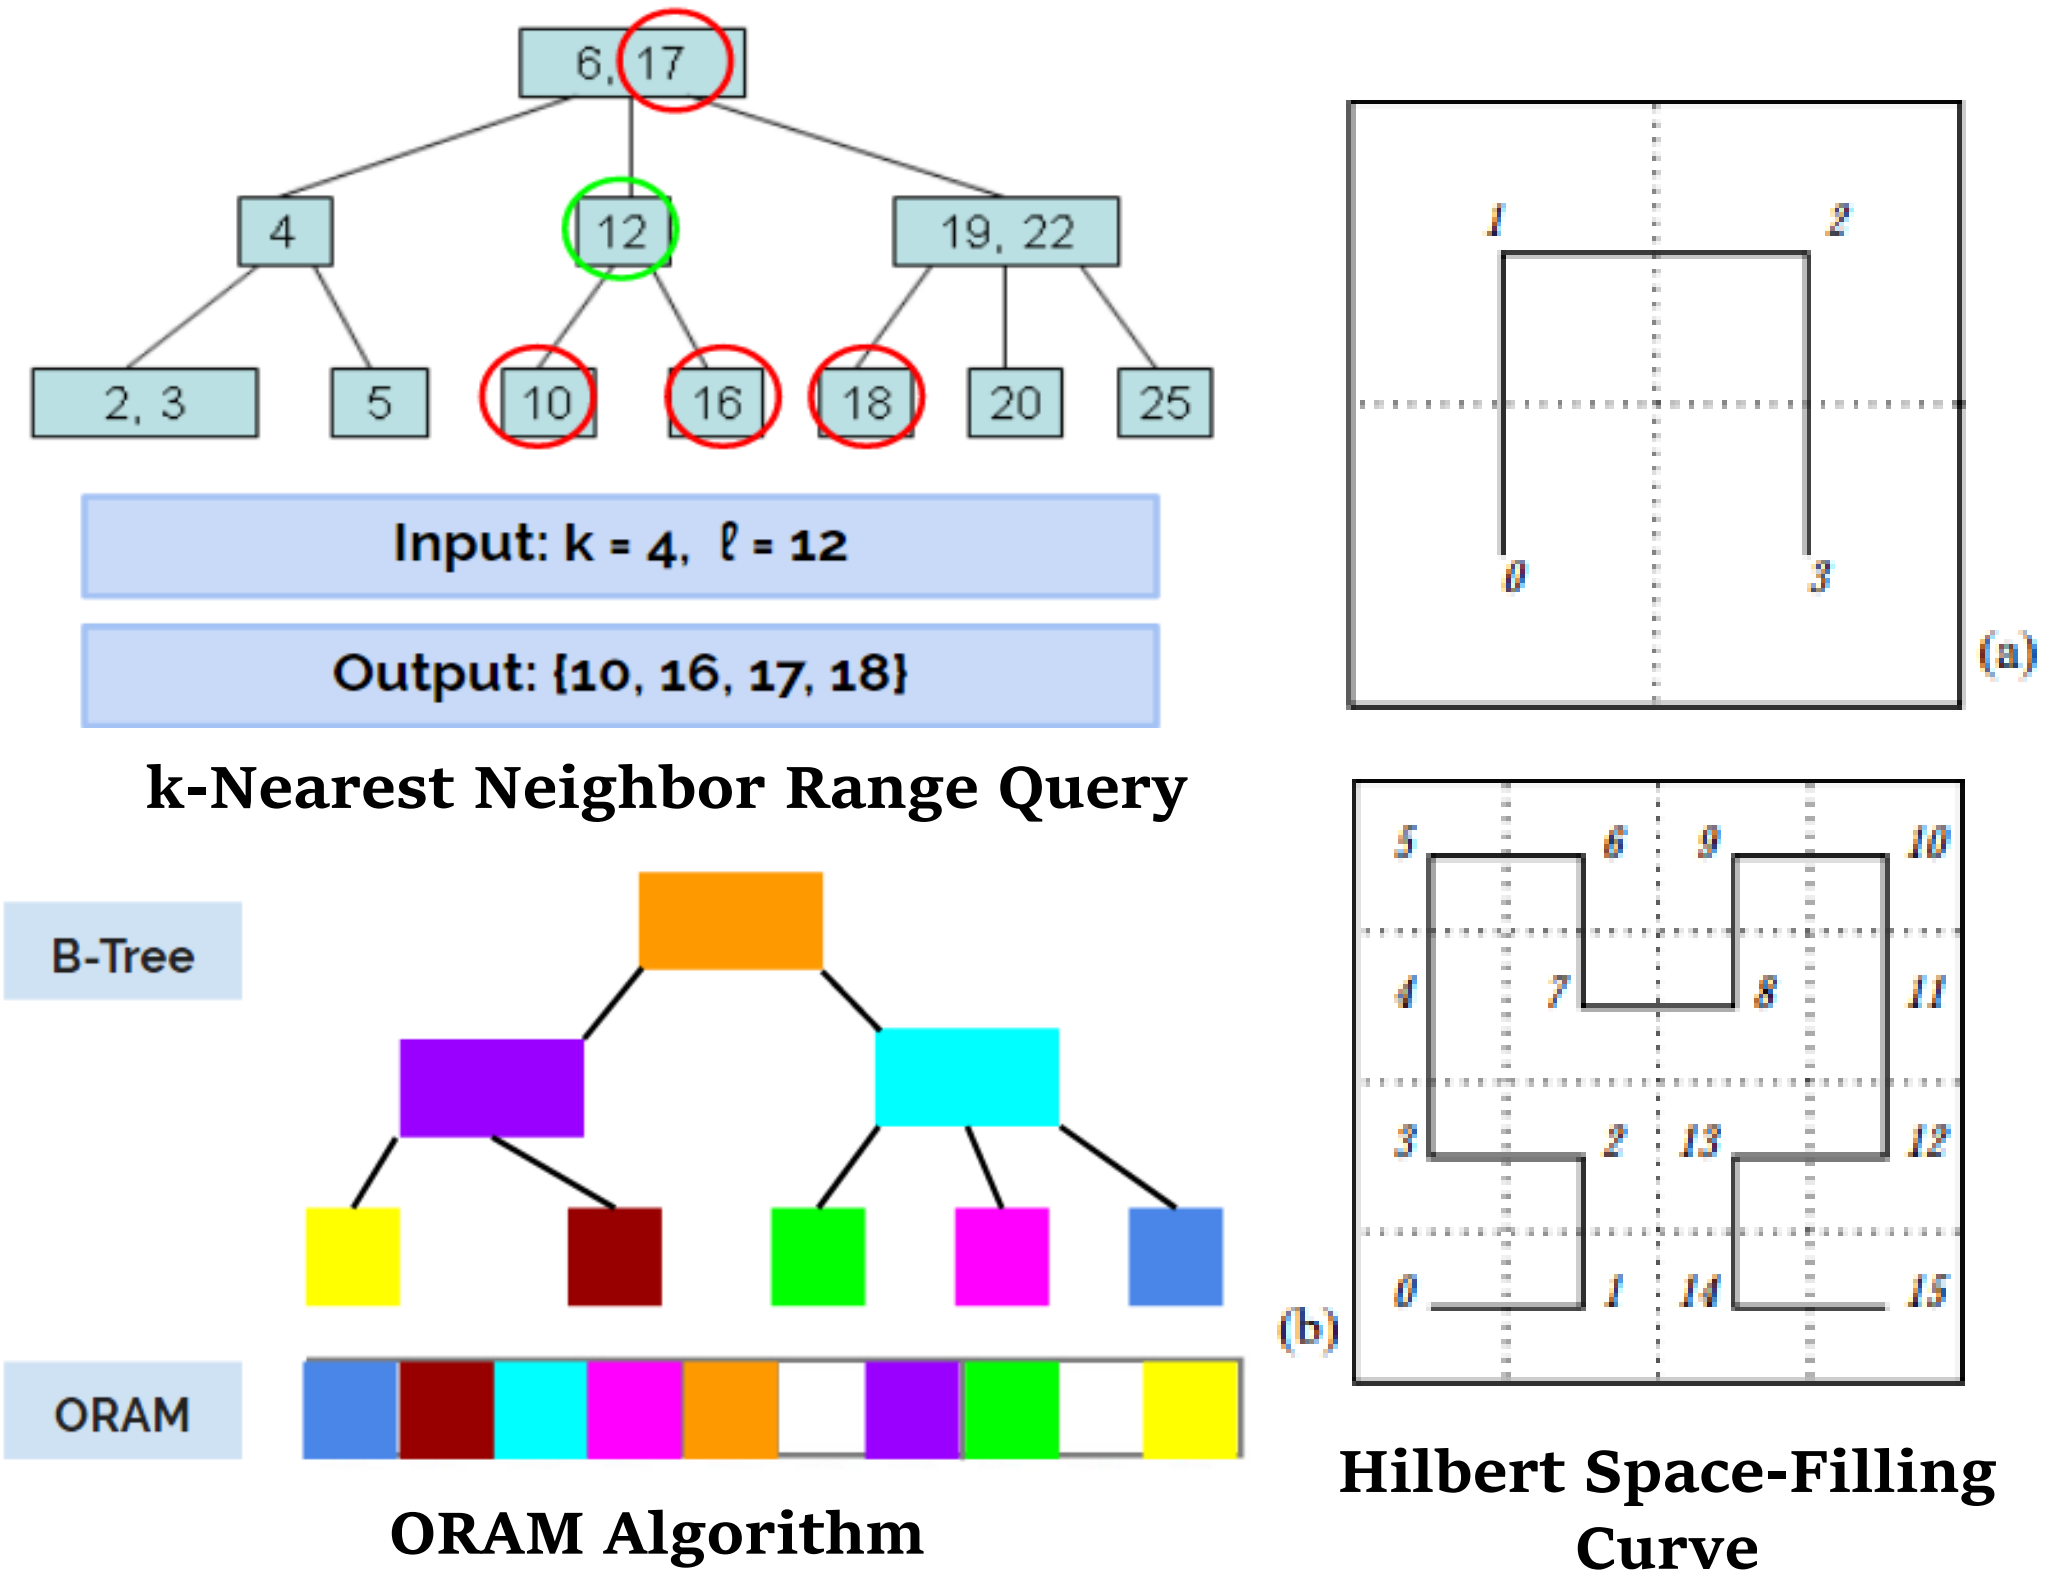 6, 17
4
12
19, 22
2, 3
5
10
16
18
20
25
Input: k = 4, ℓ = 12
Output: {10, 16, 17, 18}
k-Nearest Neighbor Range Query
B-Tree
ORAM
ORAM Algorithm
1 2
0 3
(a)
5 6 9 10
4 7 8 11
3 2 13 12
0 1 14 15
(b)
Hilbert Space-Filling
Curve